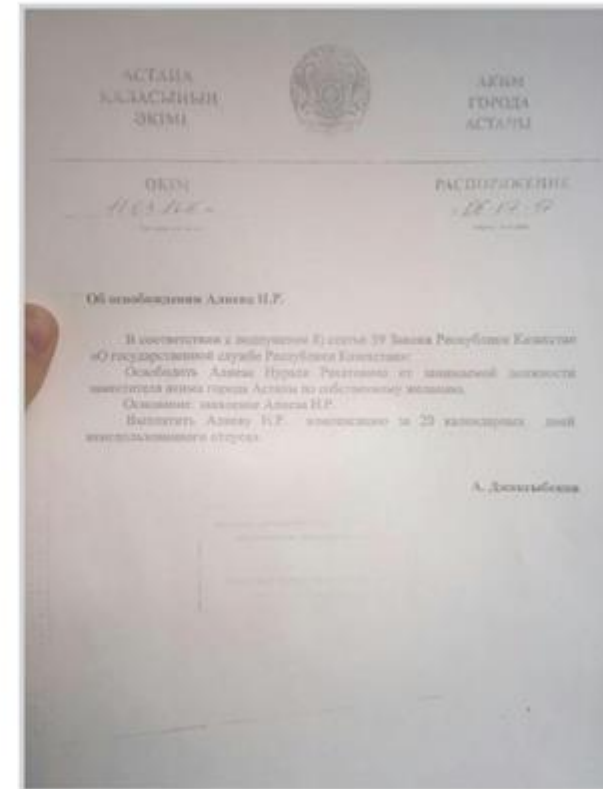 АСТАНА
ҚАЛАСЫНЫҢ
ӘКІМІ
АКИМ
ГОРОДА
АСТАНЫ
ӨКІМ
РАСПОРЯЖЕНИЕ
Об освобождении Алиева Н.Р.
В соответствии с подпунктом 8) статьи 39 Закона Республики Казахстан
«О государственной службе Республики Казахстан»:
Освободить Алиева Нурали Рахатовича от занимаемой должности
заместителя акима города Астаны по собственному желанию.
Основание: заявление Алиева Н.Р.
Выплатить Алиеву Н.Р. компенсацию за 29 календарных дней
неиспользованного отпуска.
А. Джаксыбеков